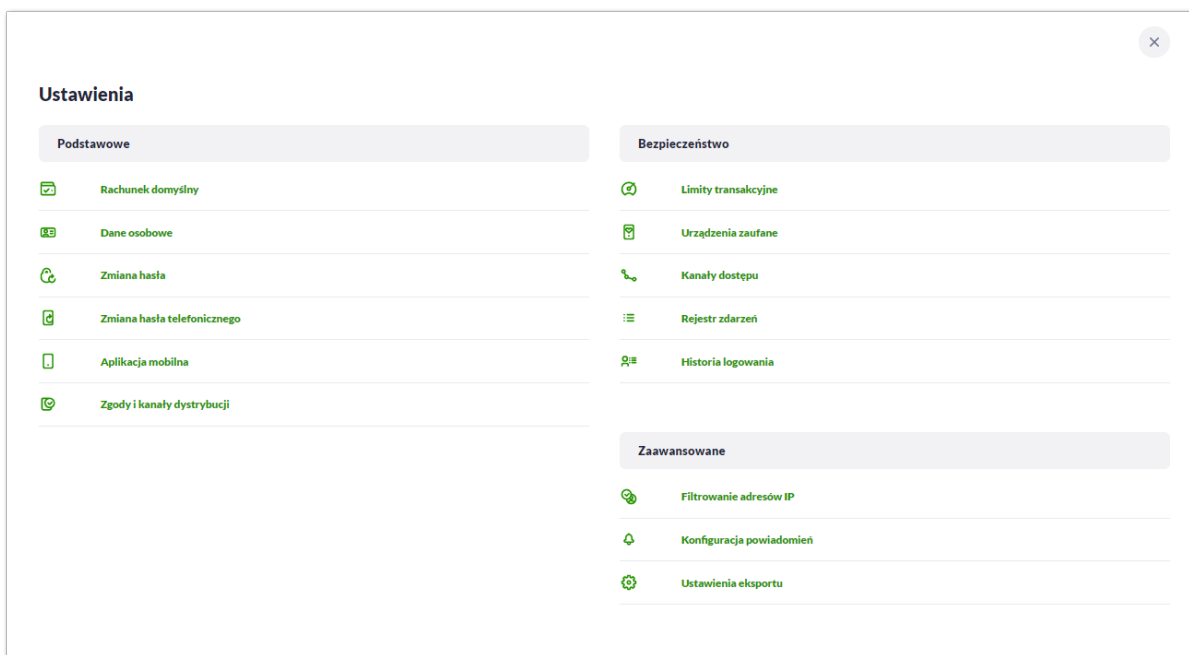 Ustawienia
Podstawowe
Rachunek domyślny
Dane osobowe
Zmiana hasła
Zmiana hasła telefonicznego
Aplikacja mobilna
Zgody i kanały dystrybucji
Bezpieczeństwo
Limity transakcyjne
Urządzenia zaufane
Kanały dostępu
Rejestr zdarzeń
Historia logowania
Zaawansowane
Filtrowanie adresów IP
Konfiguracja powiadomień
Ustawienia eksportu